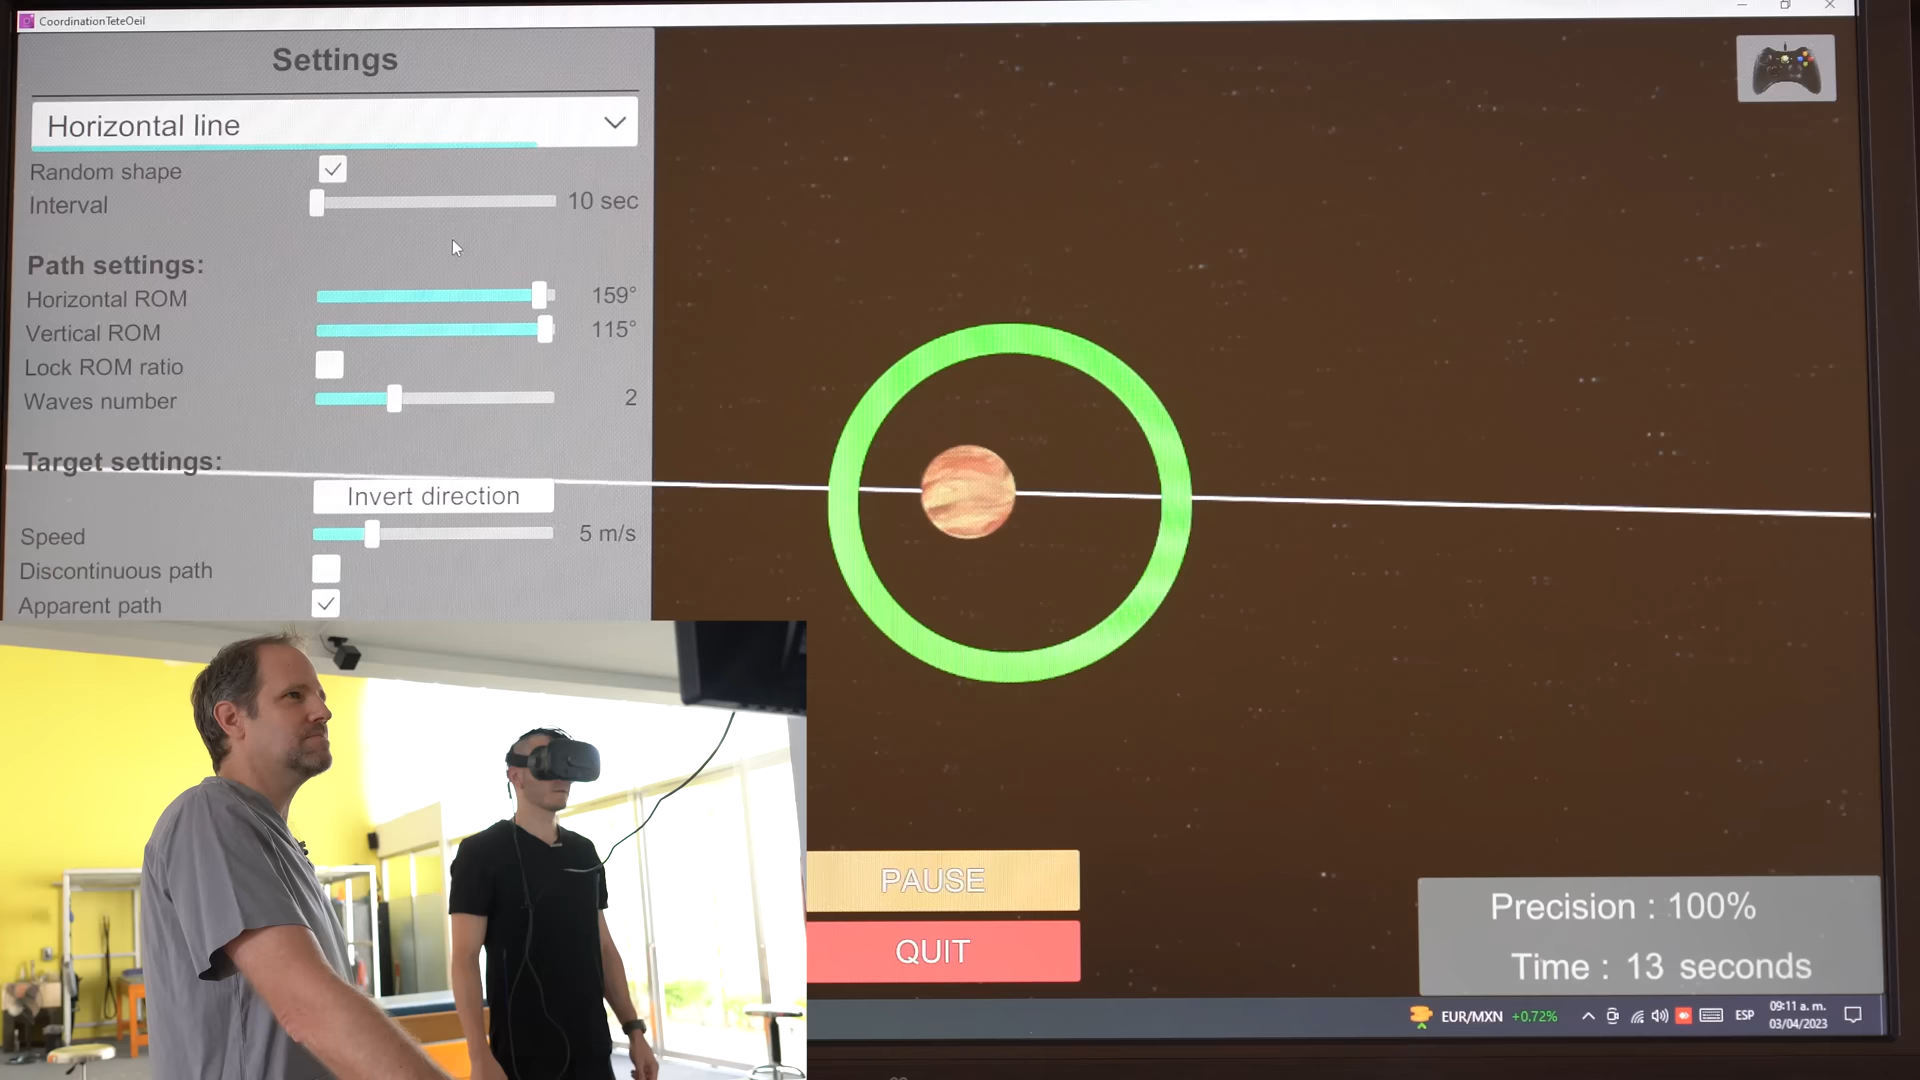 CoordinationTeteOeil
Settings
Horizontal line
Random shape
Interval 10 sec
Path settings:
Horizontal ROM 159°
Vertical ROM 115°
Lock ROM ratio
Waves number 2
Target settings:
Invert direction
Speed 5 m/s
Discontinuous path
Apparent path
PAUSE
QUIT
Precision : 100%
Time : 13 seconds
EUR/MXN +0.72% ESP 09:11 a. m.
03/04/2023